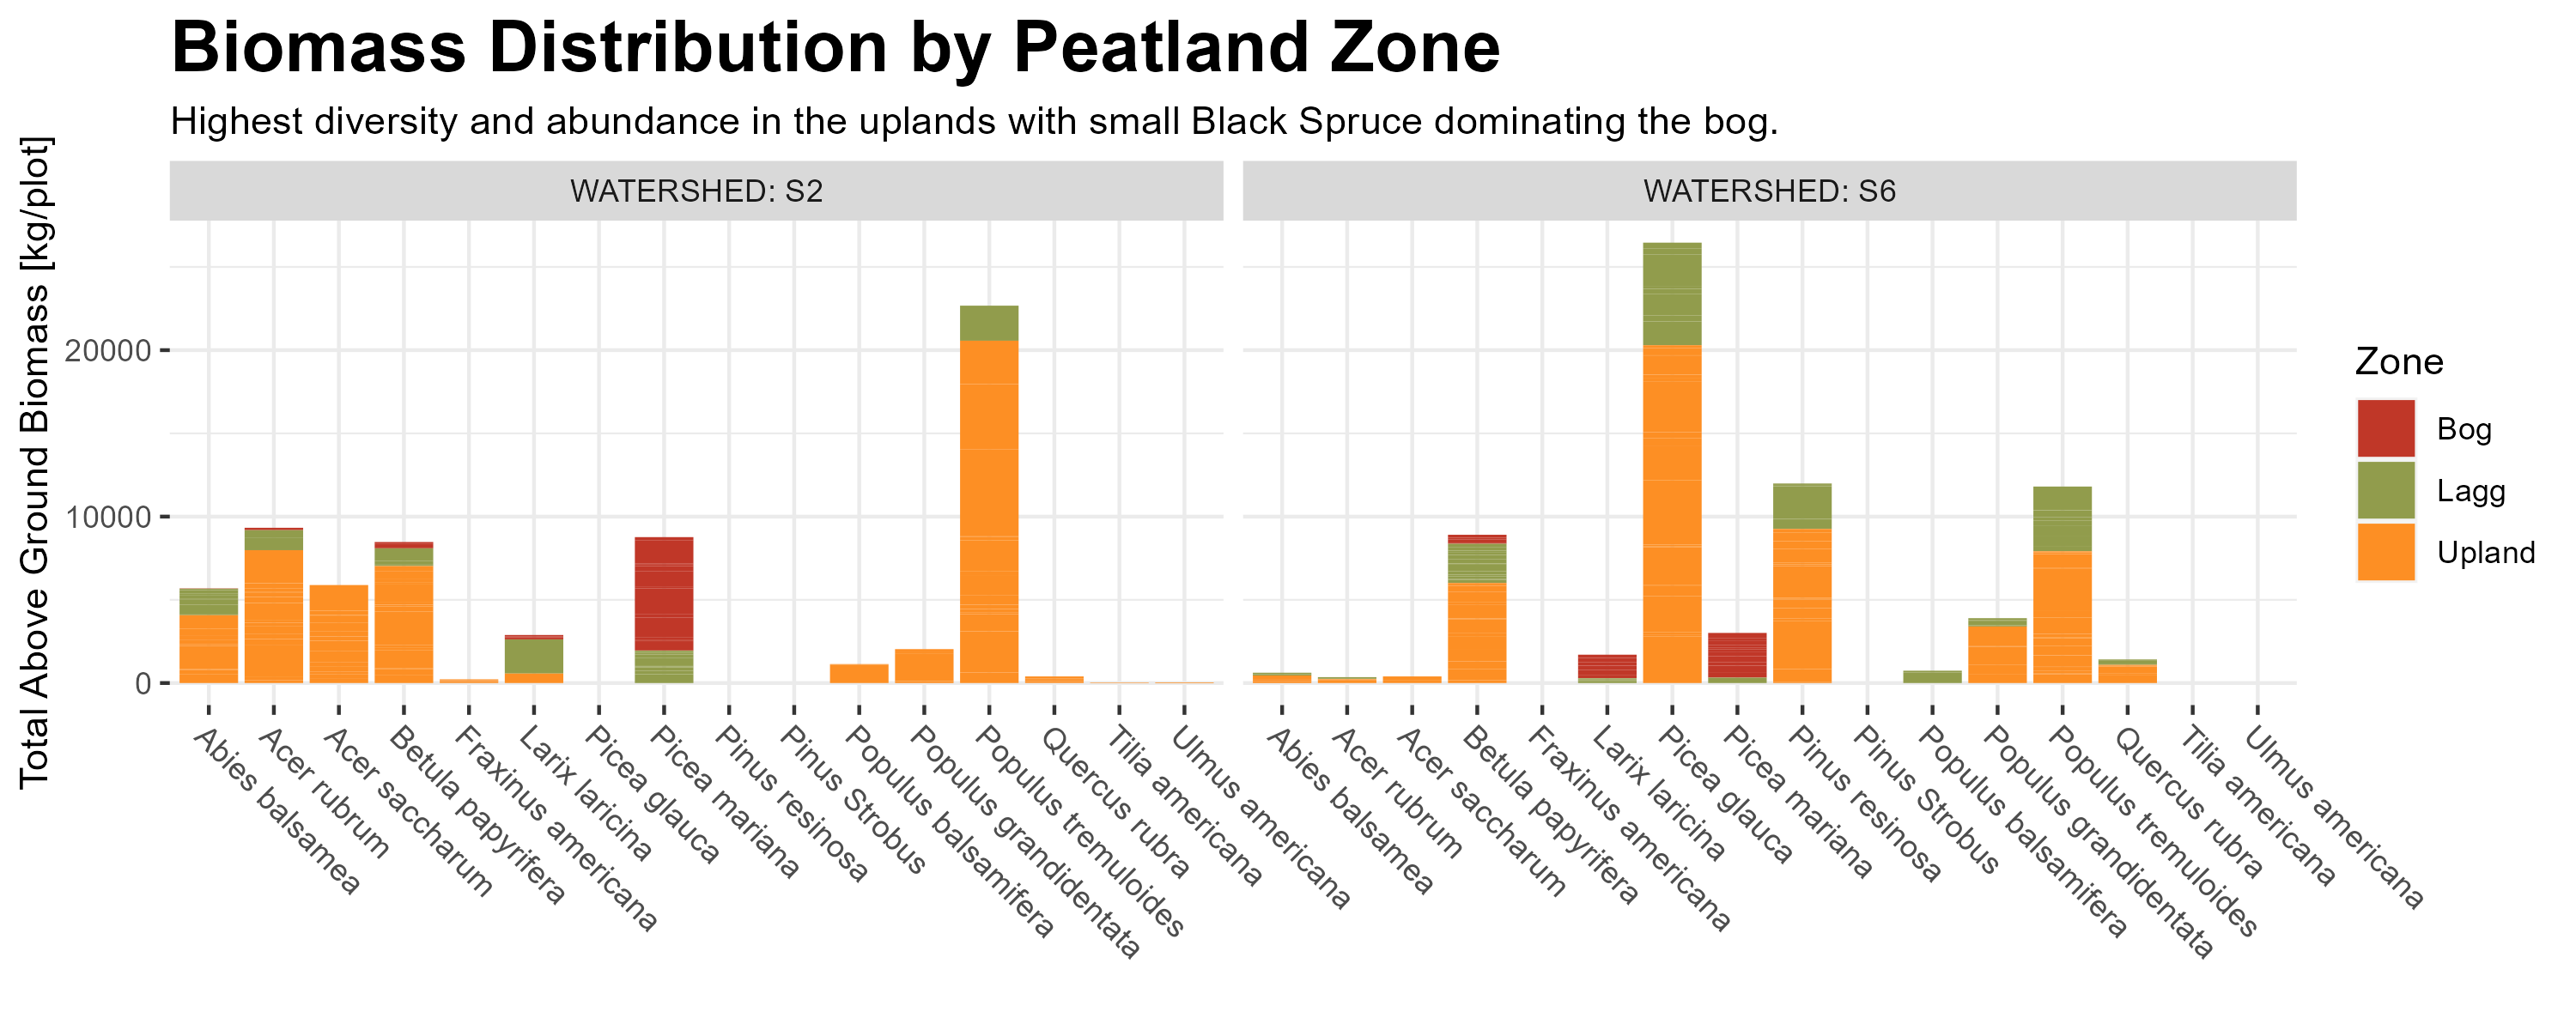 Biomass Distribution by Peatland Zone
Highest diversity and abundance in the uplands with small Black Spruce dominating the bog.
Total Above Ground Biomass [kg/plot]
WATERSHED: S2
WATERSHED: S6
20000
10000
0
Abies balsamea
Acer rubrum
Acer saccharum
Betula papyrifera
Fraxinus americana
Larix laricina
Picea glauca
Picea mariana
Pinus resinosa
Pinus Strobus
Populus balsamifera
Populus grandidentata
Populus tremuloides
Quercus rubra
Tilia americana
Ulmus americana
Abies balsamea
Acer rubrum
Acer saccharum
Betula papyrifera
Fraxinus americana
Larix laricina
Picea glauca
Picea mariana
Pinus resinosa
Pinus Strobus
Populus balsamifera
Populus grandidentata
Populus tremuloides
Quercus rubra
Tilia americana
Ulmus americana
Zone
Bog
Lagg
Upland